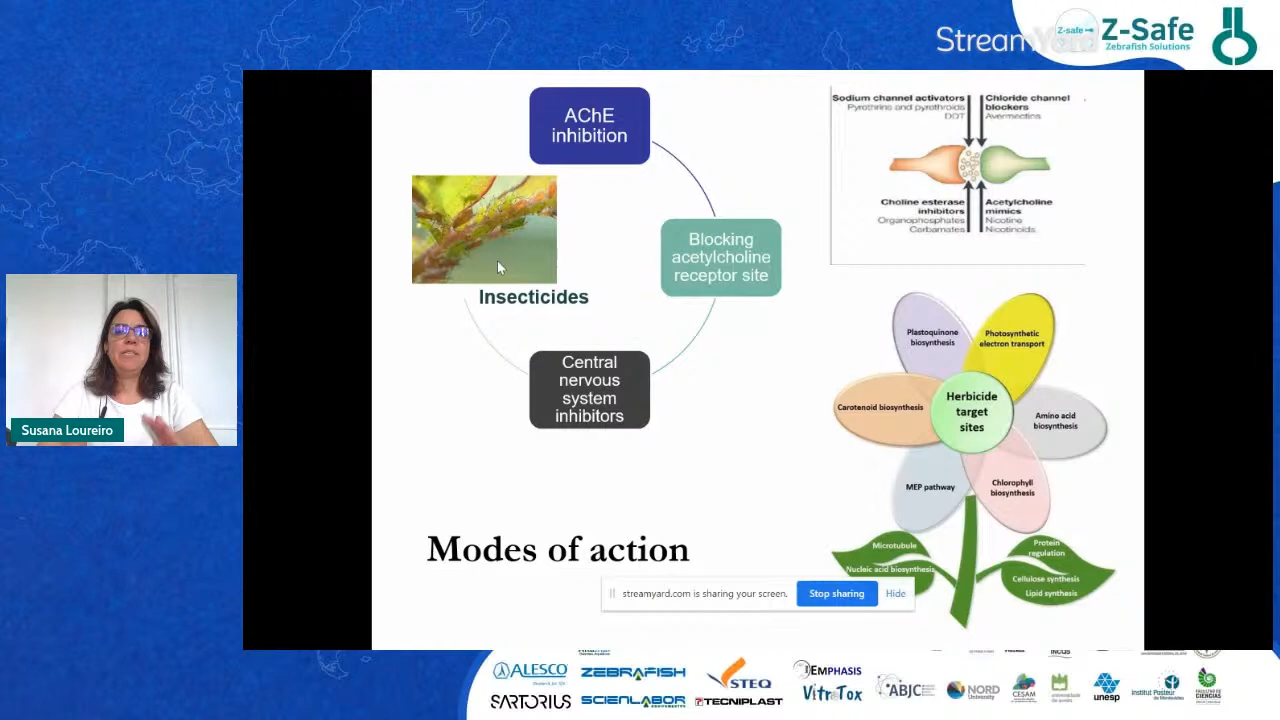 StreamYard
Z-safe
Z-Safe
Zebrafish Solutions
AChE
inhibition
Blocking
acetylcholine
receptor site
Central
nervous
system
inhibitors
Insecticides
Sodium channel activators
Pyrethrins and pyrethroids
DDT
Chloride channel
blockers
Avermectins
Choline esterase
inhibitors
Organophosphates
Carbamates
Acetylcholine
mimics
Nicotine
Nicotinoids
Plastoquinone
biosynthesis
Photosynthetic
electron transport
Carotenoid biosynthesis
Herbicide
target
sites
Amino acid
biosynthesis
MEP pathway
Chlorophyll
biosynthesis
Microtubule
Nucleic acid biosynthesis
Protein
regulation
Cellulose synthesis
Lipid synthesis
Modes of action
streamyard.com is sharing your screen.
Stop sharing
Hide
Susana Loureiro
ALESCO
ZEBRAFISH
STEQ
EMPHASIS
SARTORIUS
SCIENLABOR
TECNIPLAST
VitroTox
ABJC
NORD
University
CESAM
unesp
Institut Pasteur
de Montevideo
FACULTAD DE
CIENCIAS